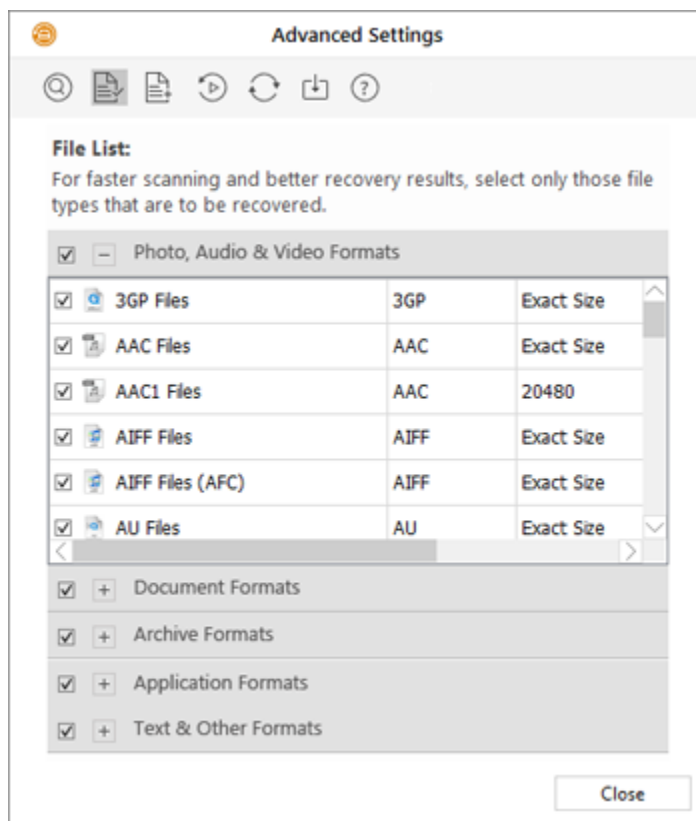 Advanced Settings
File List:
For faster scanning and better recovery results, select only those file
types that are to be recovered.
Photo, Audio & Video Formats
3GP Files 3GP Exact Size
AAC Files AAC Exact Size
AAC1 Files AAC 20480
AIFF Files AIFF Exact Size
AIFF Files (AFC) AIFF Exact Size
AU Files AU Exact Size
Document Formats
Archive Formats
Application Formats
Text & Other Formats
Close